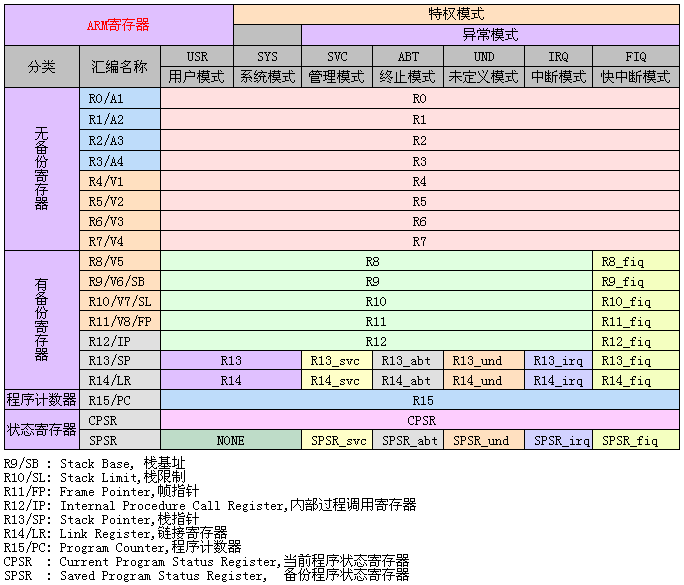 ARM寄存器 特权模式
异常模式
分类 汇编名称 USR SYS SVC ABT UND IRQ FIQ
用户模式 系统模式 管理模式 终止模式 未定义模式 中断模式 快中断模式
无备份寄存器 R0/A1 R0
R1/A2 R1
R2/A3 R2
R3/A4 R3
R4/V1 R4
R5/V2 R5
R6/V3 R6
R7/V4 R7
有备份寄存器 R8/V5 R8 R8_fiq
R9/V6/SB R9 R9_fiq
R10/V7/SL R10 R10_fiq
R11/V8/FP R11 R11_fiq
R12/IP R12 R12_fiq
R13/SP R13 R13_svc R13_abt R13_und R13_irq R13_fiq
R14/LR R14 R14_svc R14_abt R14_und R14_irq R14_fiq
程序计数器 R15/PC R15
状态寄存器 CPSR CPSR
SPSR NONE SPSR_svc SPSR_abt SPSR_und SPSR_irq SPSR_fiq
R9/SB : Stack Base, 栈基址
R10/SL: Stack Limit,栈限制
R11/FP: Frame Pointer,帧指针
R12/IP: Internal Procedure Call Register,内部过程调用寄存器
R13/SP: Stack Pointer,栈指针
R14/LR: Link Register,链接寄存器
R15/PC: Program Counter,程序计数器
CPSR : Current Program Status Register,当前程序状态寄存器
SPSR : Saved Program Status Register, 备份程序状态寄存器